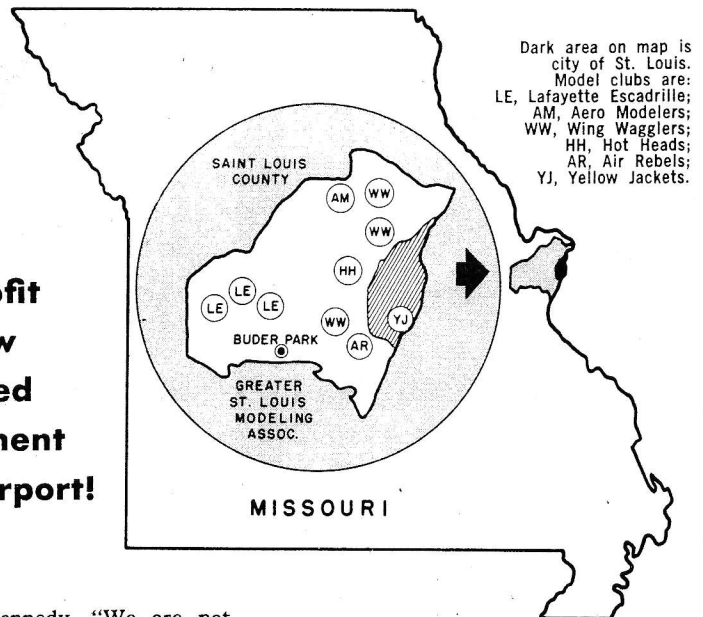 Dark area on map is
city of St. Louis.
Model clubs are:
LE, Lafayette Escadrille;
AM, Aero Modelers;
WW, Wing Wagglers;
HH, Hot Heads;
AR, Air Rebels;
YJ, Yellow Jackets.
SAINT LOUIS
COUNTY
AM
WW
WW
HH
LE
LE
LE
WW
YJ
AR
BUDER PARK
GREATER
ST. LOUIS
MODELING
ASSOC.
MISSOURI
ofit
w
ed
nent
rport!
ennedy. “We are not